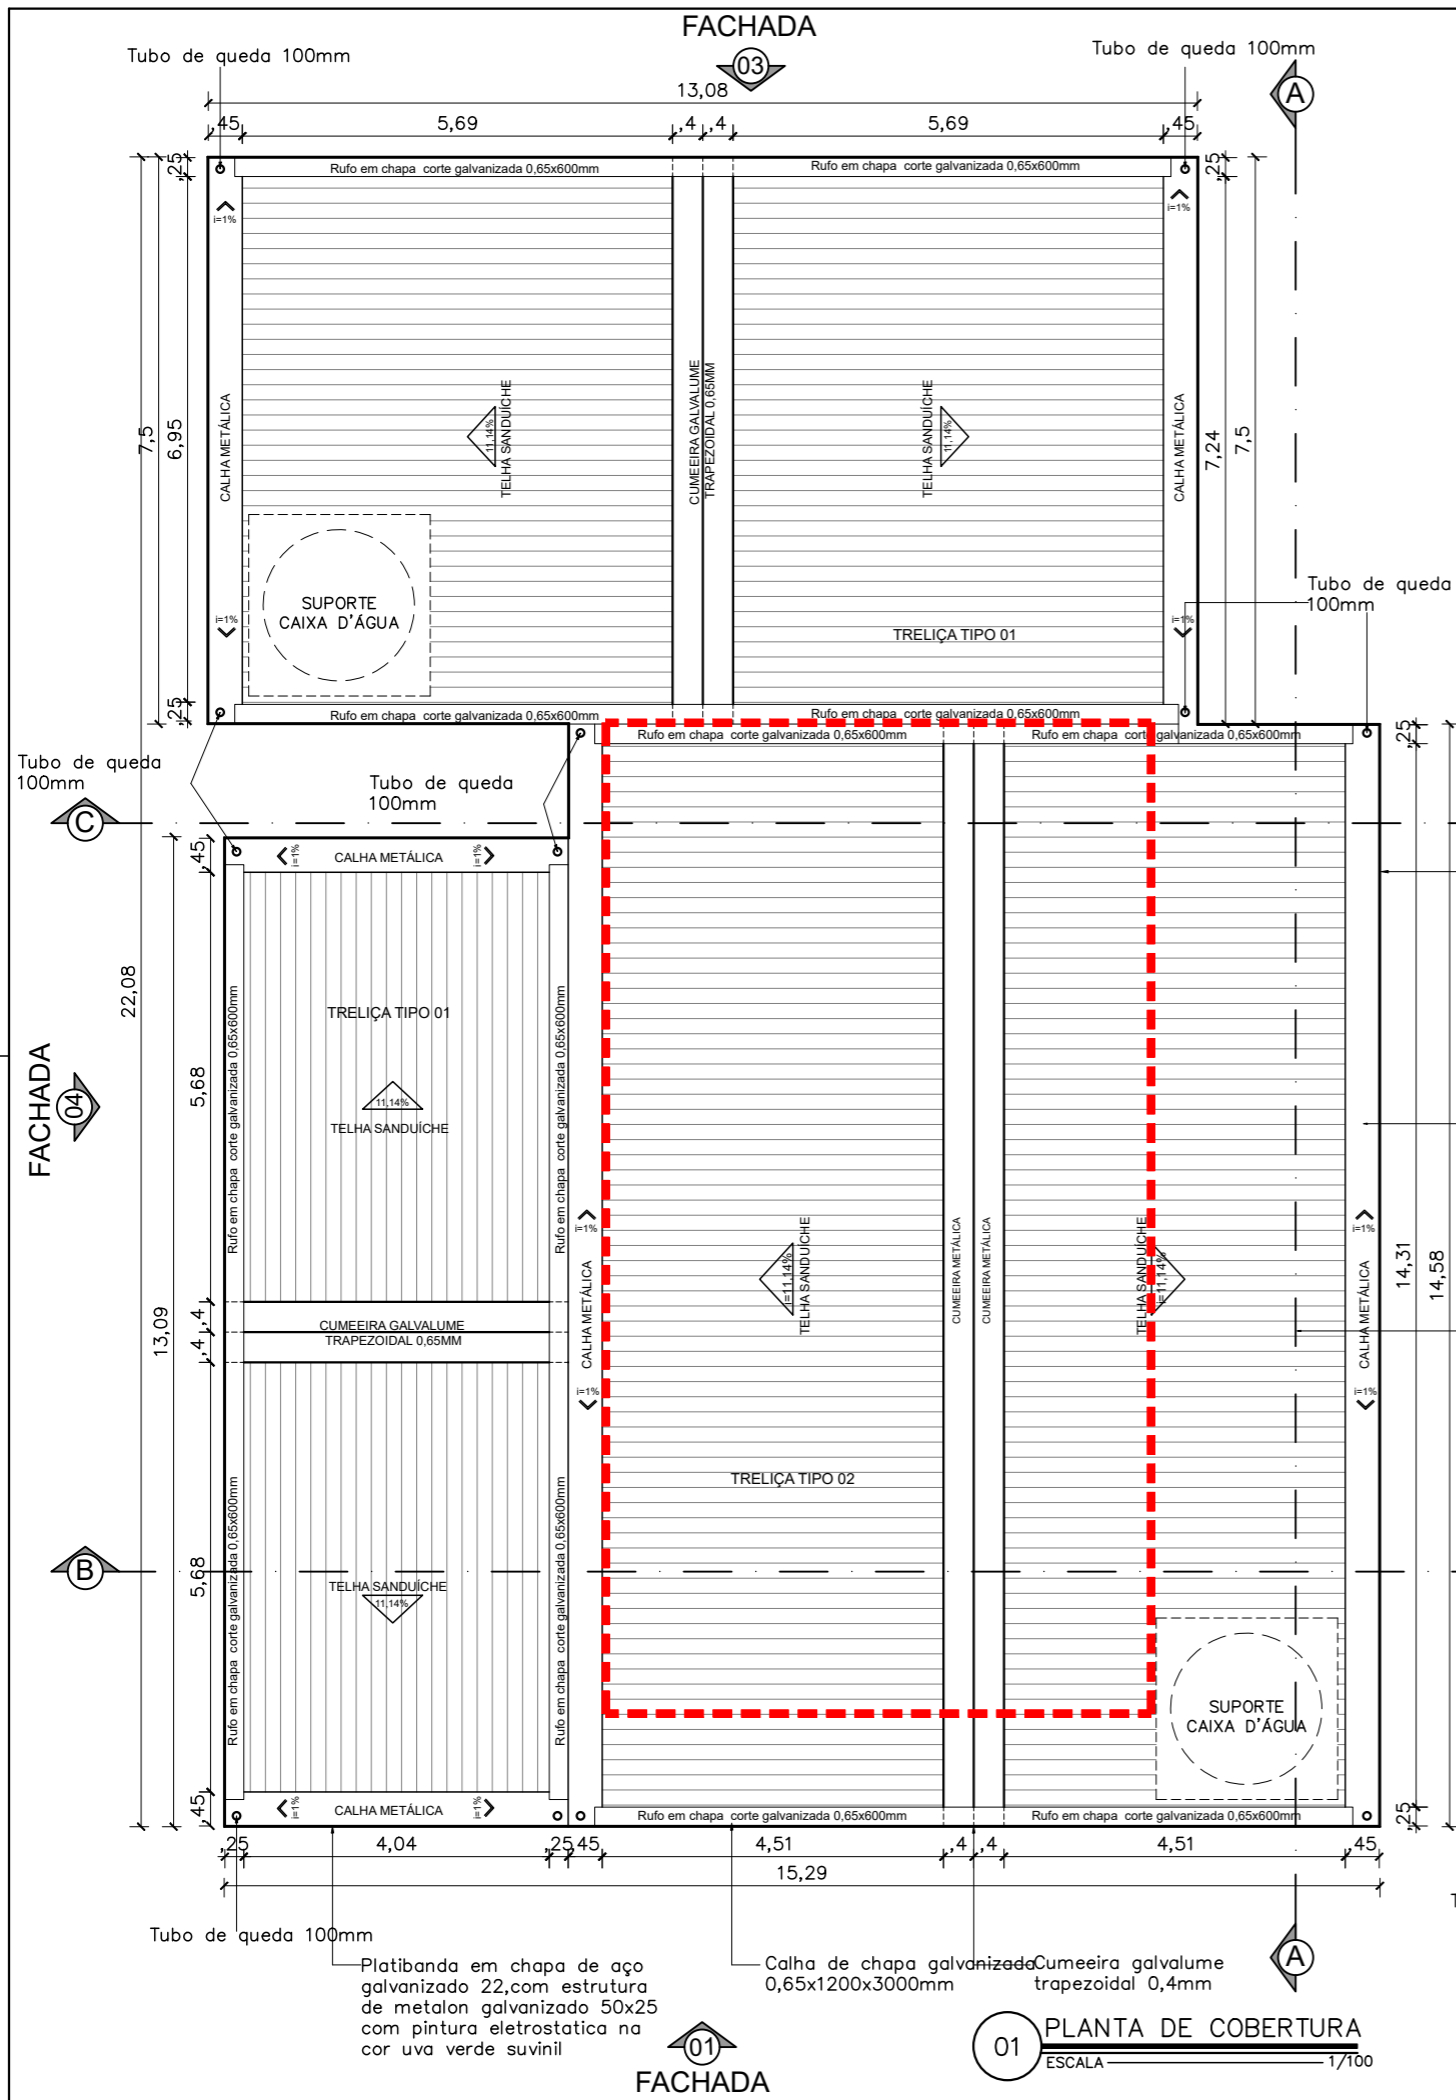 FACHADA
03
Tubo de queda 100mm
Tubo de queda 100mm
A
13,08
,45
5,69
,4
,4
5,69
,45
,25
Rufo em chapa corte galvanizada 0,65x600mm
Rufo em chapa corte galvanizada 0,65x600mm
,25
i=1%
i=1%
7,5
6,95
CALHA METÁLICA
11,14%
TELHA SANDUÍCHE
CUMEEIRA GALVALUME
TRAPEZOIDAL 0,65MM
TELHA SANDUÍCHE
11,14%
CALHA METÁLICA
7,24
7,5
SUPORTE
CAIXA D'ÁGUA
Tubo de queda
100mm
i=1%
i=1%
TRELIÇA TIPO 01
,25
Rufo em chapa corte galvanizada 0,65x600mm
Rufo em chapa corte galvanizada 0,65x600mm
Rufo em chapa corte galvanizada 0,65x600mm
Rufo em chapa corte galvanizada 0,65x600mm
,25
Tubo de queda
100mm
Tubo de queda
100mm
C
,45
i=1%
CALHA METÁLICA
i=1%
22,08
13,09
5,68
Rufo em chapa corte galvanizada 0,65x600mm
TRELIÇA TIPO 01
11,14%
TELHA SANDUÍCHE
Rufo em chapa corte galvanizada 0,65x600mm
FACHADA
04
i=1%
CALHA METÁLICA
i=1%
i=11,14%
TELHA SANDUÍCHE
CUMEEIRA METÁLICA
CUMEEIRA METÁLICA
TELHA SANDUÍCHE
i=11,14%
i=1%
CALHA METÁLICA
i=1%
14,31
14,58
,4
,4
CUMEEIRA GALVALUME
TRAPEZOIDAL 0,65MM
TRELIÇA TIPO 02
B
5,68
Rufo em chapa corte galvanizada 0,65x600mm
TELHA SANDUÍCHE
11,14%
Rufo em chapa corte galvanizada 0,65x600mm
SUPORTE
CAIXA D'ÁGUA
,45
i=1%
CALHA METÁLICA
i=1%
Rufo em chapa corte galvanizada 0,65x600mm
Rufo em chapa corte galvanizada 0,65x600mm
,25
,25
4,04
,25
,45
4,51
,4
,4
4,51
,45
15,29
Tubo de queda 100mm
Platibanda em chapa de aço
galvanizado 22,com estrutura
de metalon galvanizado 50x25
com pintura eletrostatica na
cor uva verde suvinil
Calha de chapa galvanizada
0,65x1200x3000mm
Cumeeira galvalume
trapezoidal 0,4mm
A
01
FACHADA
01
PLANTA DE COBERTURA
ESCALA
1/100